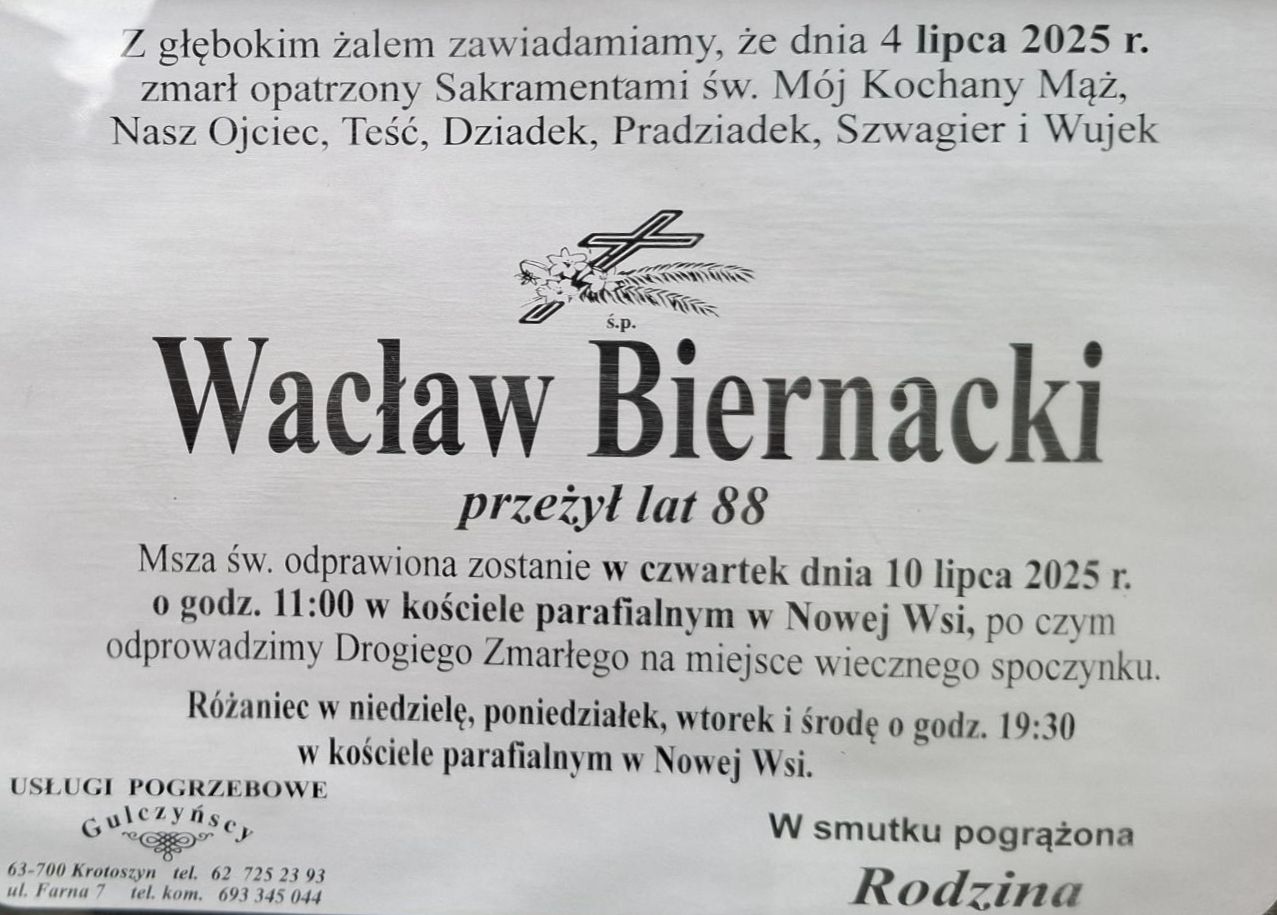 Z głębokim żalem zawiadamiamy, że dnia 4 lipca 2025 r.
zmarł opatrzony Sakramentami św. Mój Kochany Mąż,
Nasz Ojciec, Teść, Dziadek, Pradziadek, Szwagier i Wujek
ś.p.
Wacław Biernacki
przeżył lat 88
Msza św. odprawiona zostanie w czwartek dnia 10 lipca 2025 r.
o godz. 11:00 w kościele parafialnym w Nowej Wsi, po czym
odprowadzimy Drogiego Zmarłego na miejsce wiecznego spoczynku.
Różaniec w niedzielę, poniedziałek, wtorek i środę o godz. 19:30
w kościele parafialnym w Nowej Wsi.
USŁUGI POGRZEBOWE
Gulczyńscy
63-700 Krotoszyn tel. 62 725 23 93
ul. Farna 7 tel. kom. 693 345 044
W smutku pogrążona
Rodzina